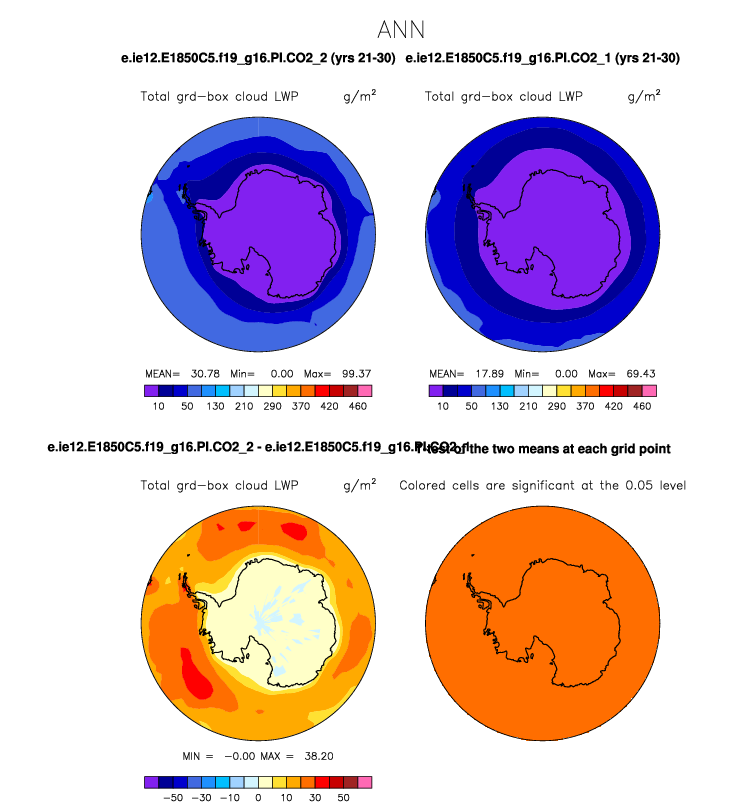 ANN
e.ie12.E1850C5.f19_g16.PI.CO2_2 (yrs 21-30) e.ie12.E1850C5.f19_g16.PI.CO2_1 (yrs 21-30)
Total grd-box cloud LWP g/m²
Total grd-box cloud LWP g/m²
MEAN= 30.78 Min= 0.00 Max= 99.37
10 50 130 210 290 370 420 460
MEAN= 17.89 Min= 0.00 Max= 69.43
10 50 130 210 290 370 420 460
e.ie12.E1850C5.f19_g16.PI.CO2_2 - e.ie12.E1850C5.f19_g16.PI.CO2_1
T-test of the two means at each grid point
Total grd-box cloud LWP g/m²
Colored cells are significant at the 0.05 level
MIN = -0.00 MAX = 38.20
-50 -30 -10 0 10 30 50